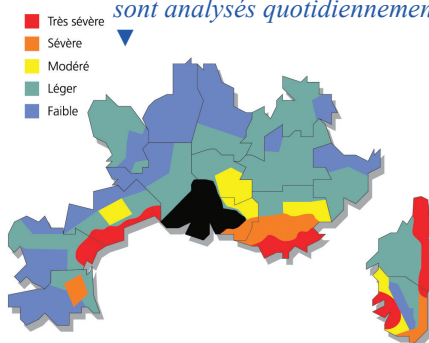 sont analysés quotidiennemen
Très sévère
Sévère
Modéré
Léger
Faible